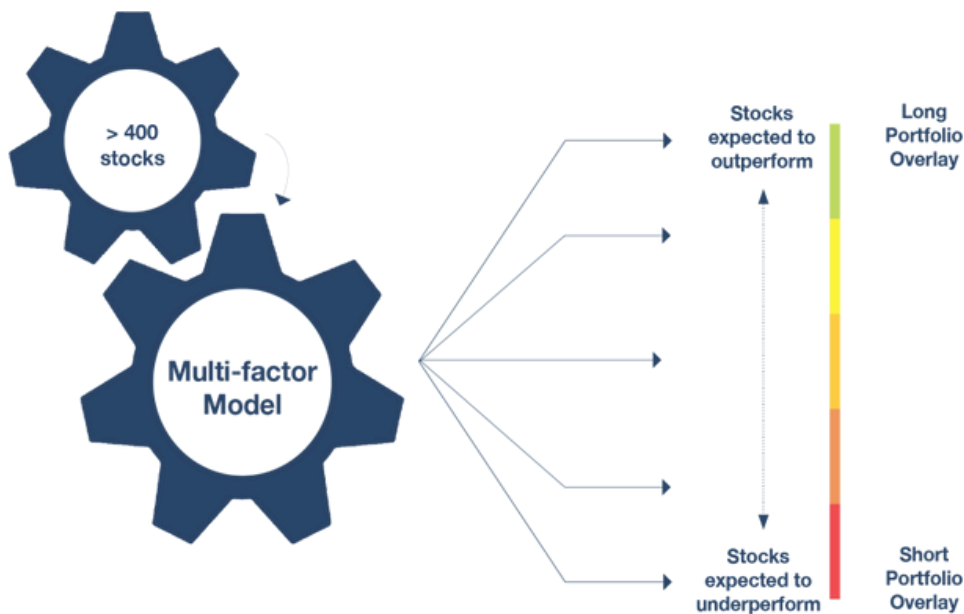 > 400
stocks
Multi-factor
Model
Stocks
expected to
outperform
Long
Portfolio
Overlay
Stocks
expected to
underperform
Short
Portfolio
Overlay